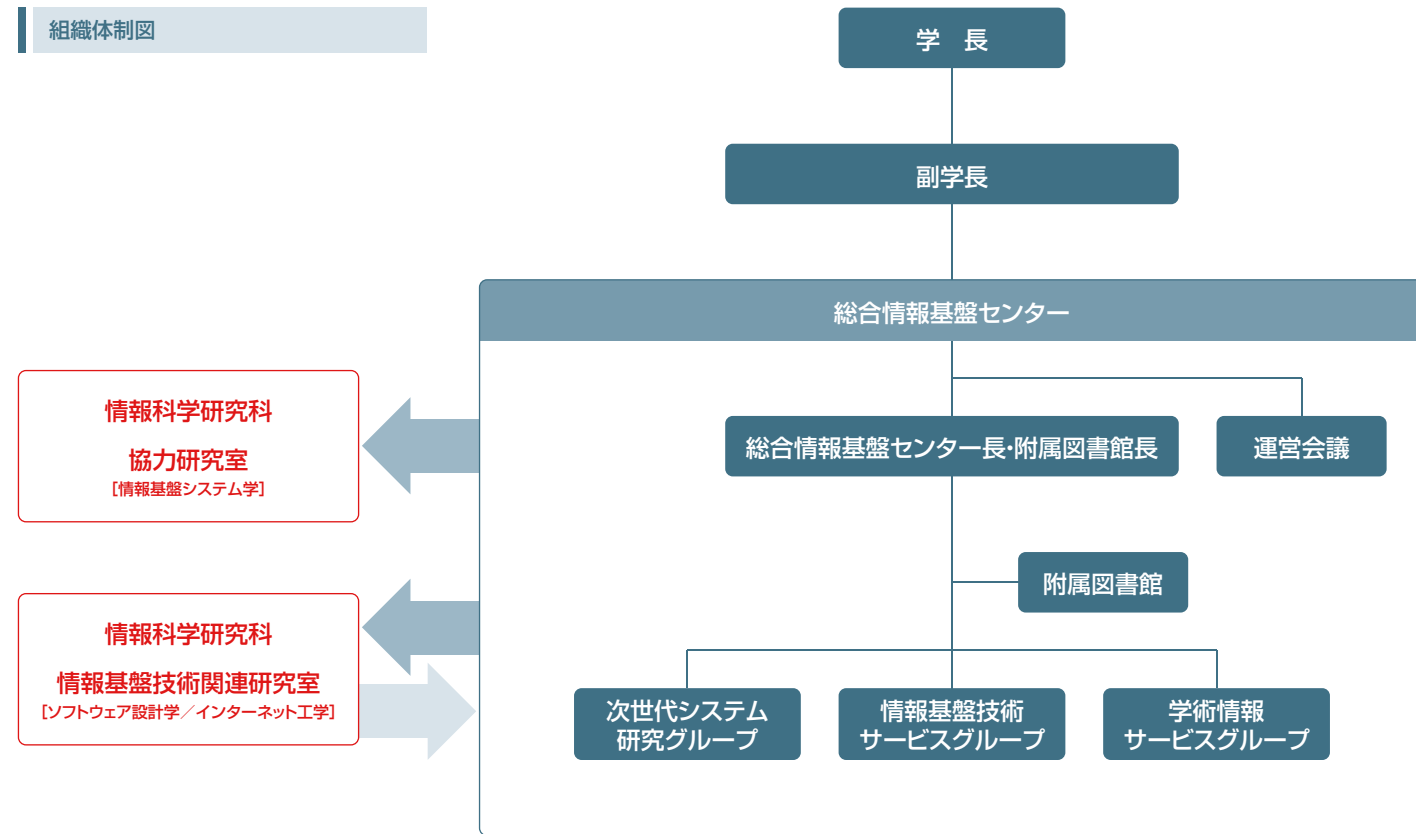 組織体制図
学　長
副学長
総合情報基盤センター
総合情報基盤センター長・附属図書館長
運営会議
附属図書館
次世代システム
研究グループ
情報基盤技術
サービスグループ
学術情報
サービスグループ
情報科学研究科
協力研究室
［情報基盤システム学］
情報科学研究科
情報基盤技術関連研究室
［ソフトウェア設計学／インターネット工学］